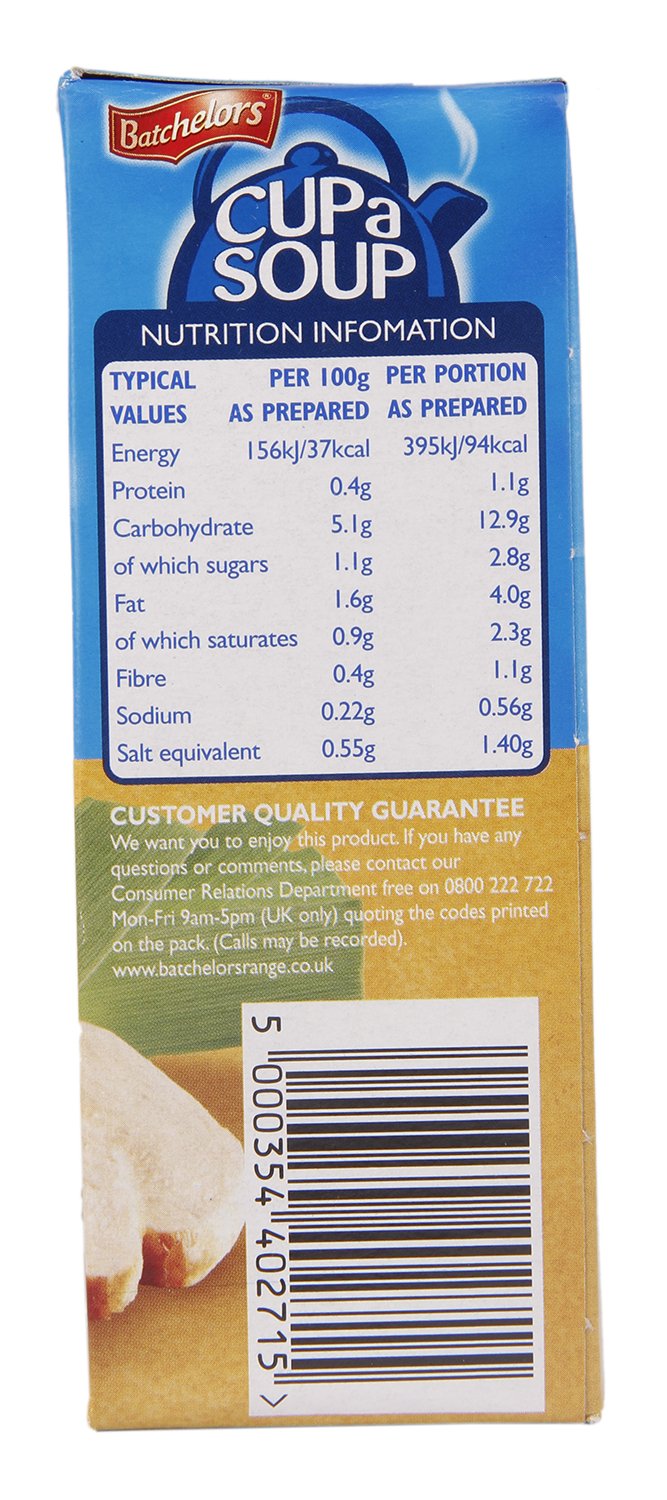 Batchelors®
CUPa
SOUP
NUTRITION INFOMATION
TYPICAL PER 100g PER PORTION
VALUES AS PREPARED AS PREPARED
Energy 156kJ/37kcal 395kJ/94kcal
Protein 0.4g 1.1g
Carbohydrate 5.1g 12.9g
of which sugars 1.1g 2.8g
Fat 1.6g 4.0g
of which saturates 0.9g 2.3g
Fibre 0.4g 1.1g
Sodium 0.22g 0.56g
Salt equivalent 0.55g 1.40g
CUSTOMER QUALITY GUARANTEE
We want you to enjoy this product. If you have any
questions or comments, please contact our
Consumer Relations Department free on 0800 222 722
Mon-Fri 9am-5pm (UK only) quoting the codes printed
on the pack. (Calls may be recorded).
www.batchelorsrange.co.uk
5 000354 402715 >